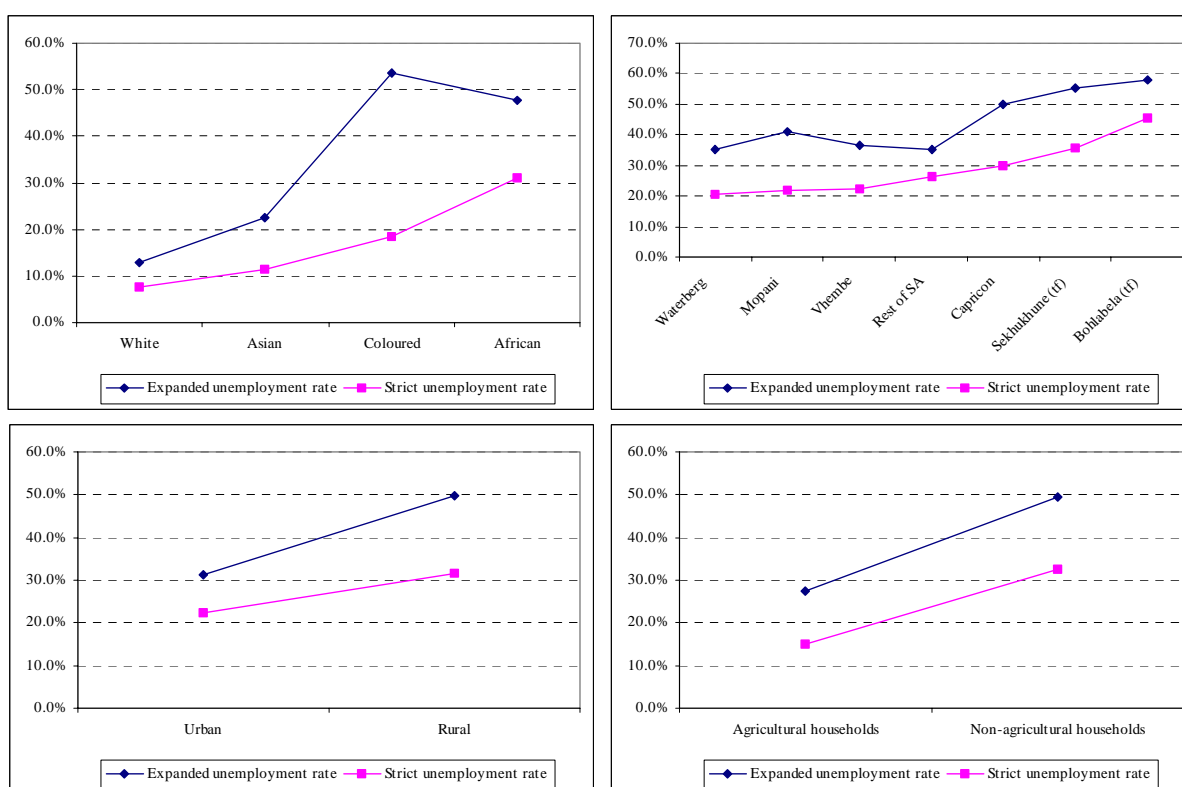 60.0%
50.0%
40.0%
30.0%
20.0%
10.0%
0.0%
White Asian Coloured African
Expanded unemployment rate Strict unemployment rate
70.0%
60.0%
50.0%
40.0%
30.0%
20.0%
10.0%
0.0%
Waterberg
Mopani
Vhembe
Rest of SA
Capricon
Sekhukhune (tf)
Bohlabela (tf)
Expanded unemployment rate Strict unemployment rate
60.0%
50.0%
40.0%
30.0%
20.0%
10.0%
0.0%
Urban Rural
Expanded unemployment rate Strict unemployment rate
60.0%
50.0%
40.0%
30.0%
20.0%
10.0%
0.0%
Agricultural households Non-agricultural households
Expanded unemployment rate Strict unemployment rate